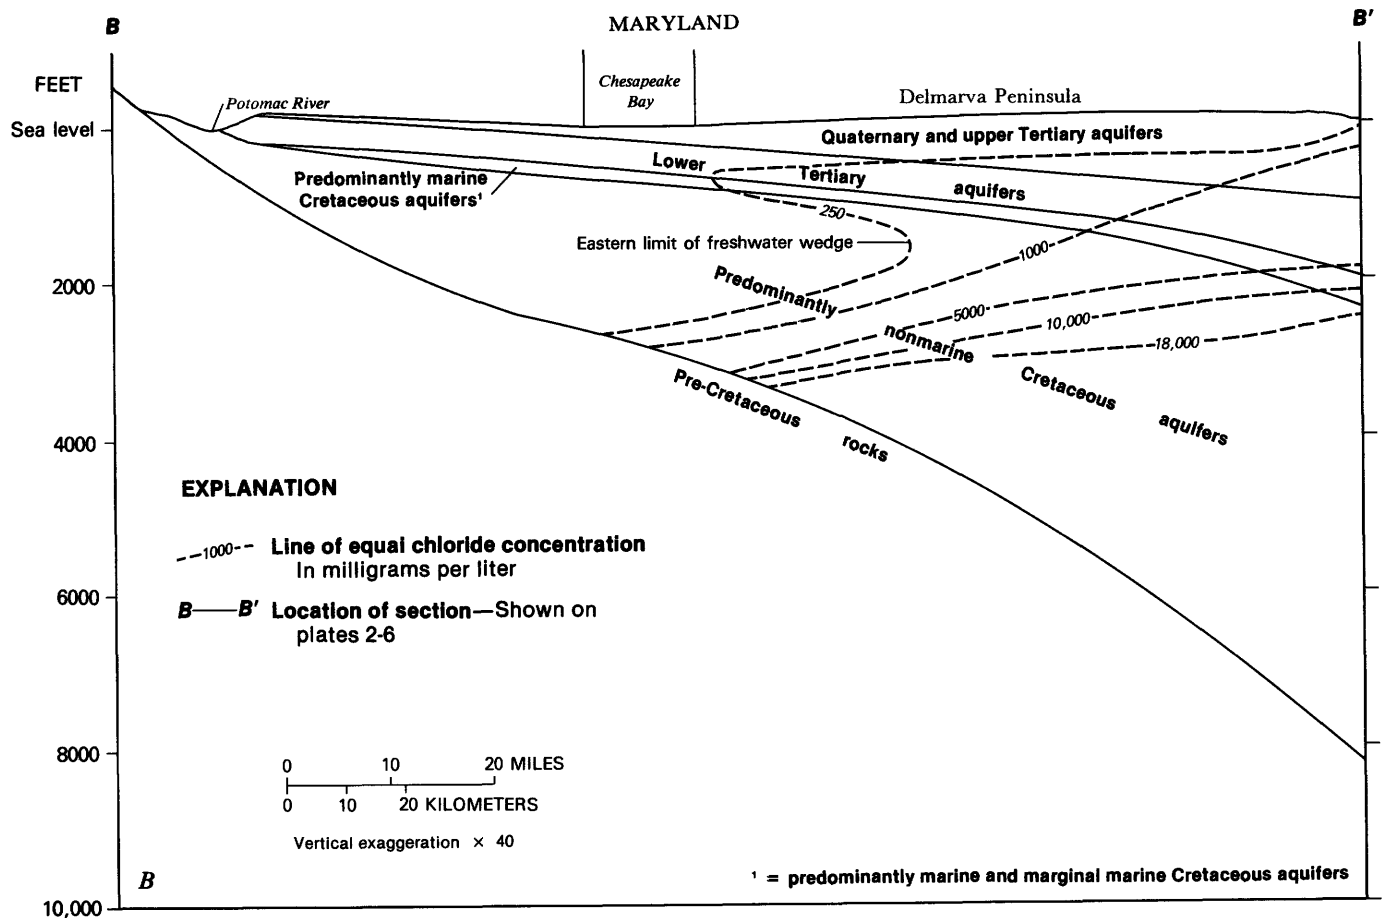 B
MARYLAND
B'
FEET
Chesapeake
Bay
Potomac River
Delmarva Peninsula
Sea level
Quaternary and upper Tertiary aquifers
Lower
Tertiary
aquifers
Predominantly marine
Cretaceous aquifers¹
250
Eastern limit of freshwater wedge
1000
2000
Predominantly
5000
10,000
nonmarine
18,000
Pre-Cretaceous
rocks
Cretaceous
aquifers
4000
EXPLANATION
1000
Line of equal chloride concentration
In milligrams per liter
6000
B B' Location of section—Shown on
plates 2-6
8000
0 10 20 MILES
0 10 20 KILOMETERS
Vertical exaggeration × 40
B
¹ = predominantly marine and marginal marine Cretaceous aquifers
10,000